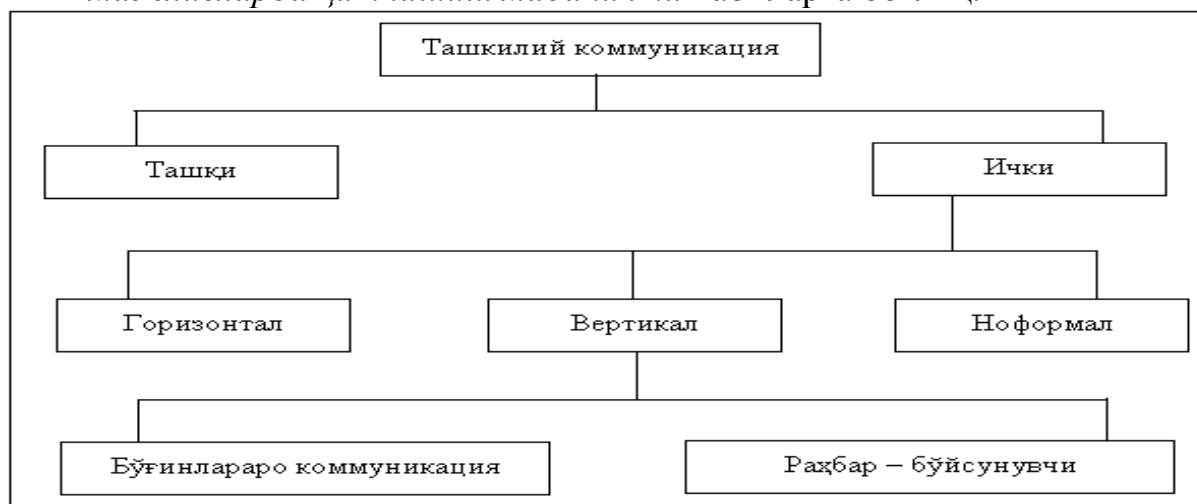 Ташкилий коммуникация
Ташқи
Ички
Горизонтал
Вертикал
Ноформал
Бўғинлараро коммуникация
Раҳбар – бўйсунувчи